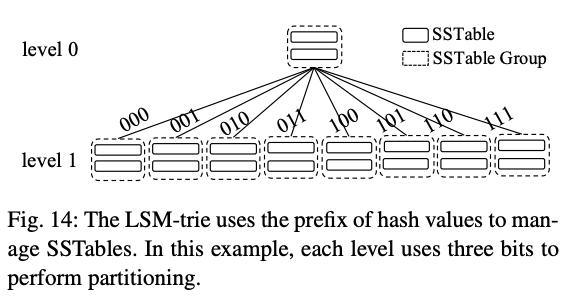 level 0
SSTable
SSTable Group
000
001
010
011
100
101
110
111
level 1
Fig. 14: The LSM-trie uses the prefix of hash values to man-
age SSTables. In this example, each level uses three bits to
perform partitioning.